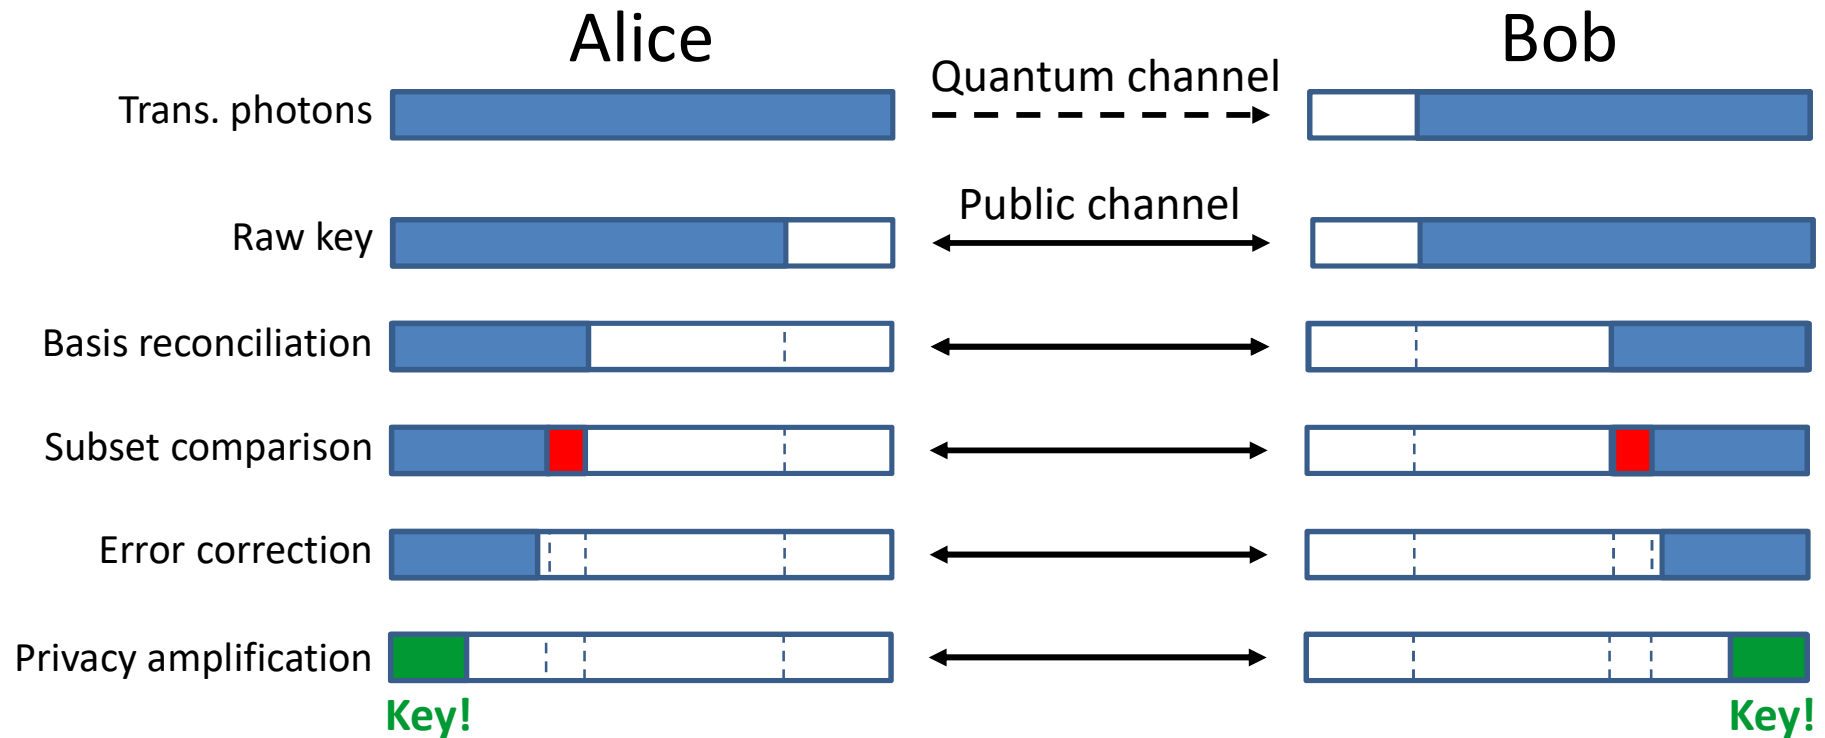 Alice
Bob
Quantum channel
Trans. photons
Public channel
Raw key
Basis reconciliation
Subset comparison
Error correction
Privacy amplification
Key!
Key!